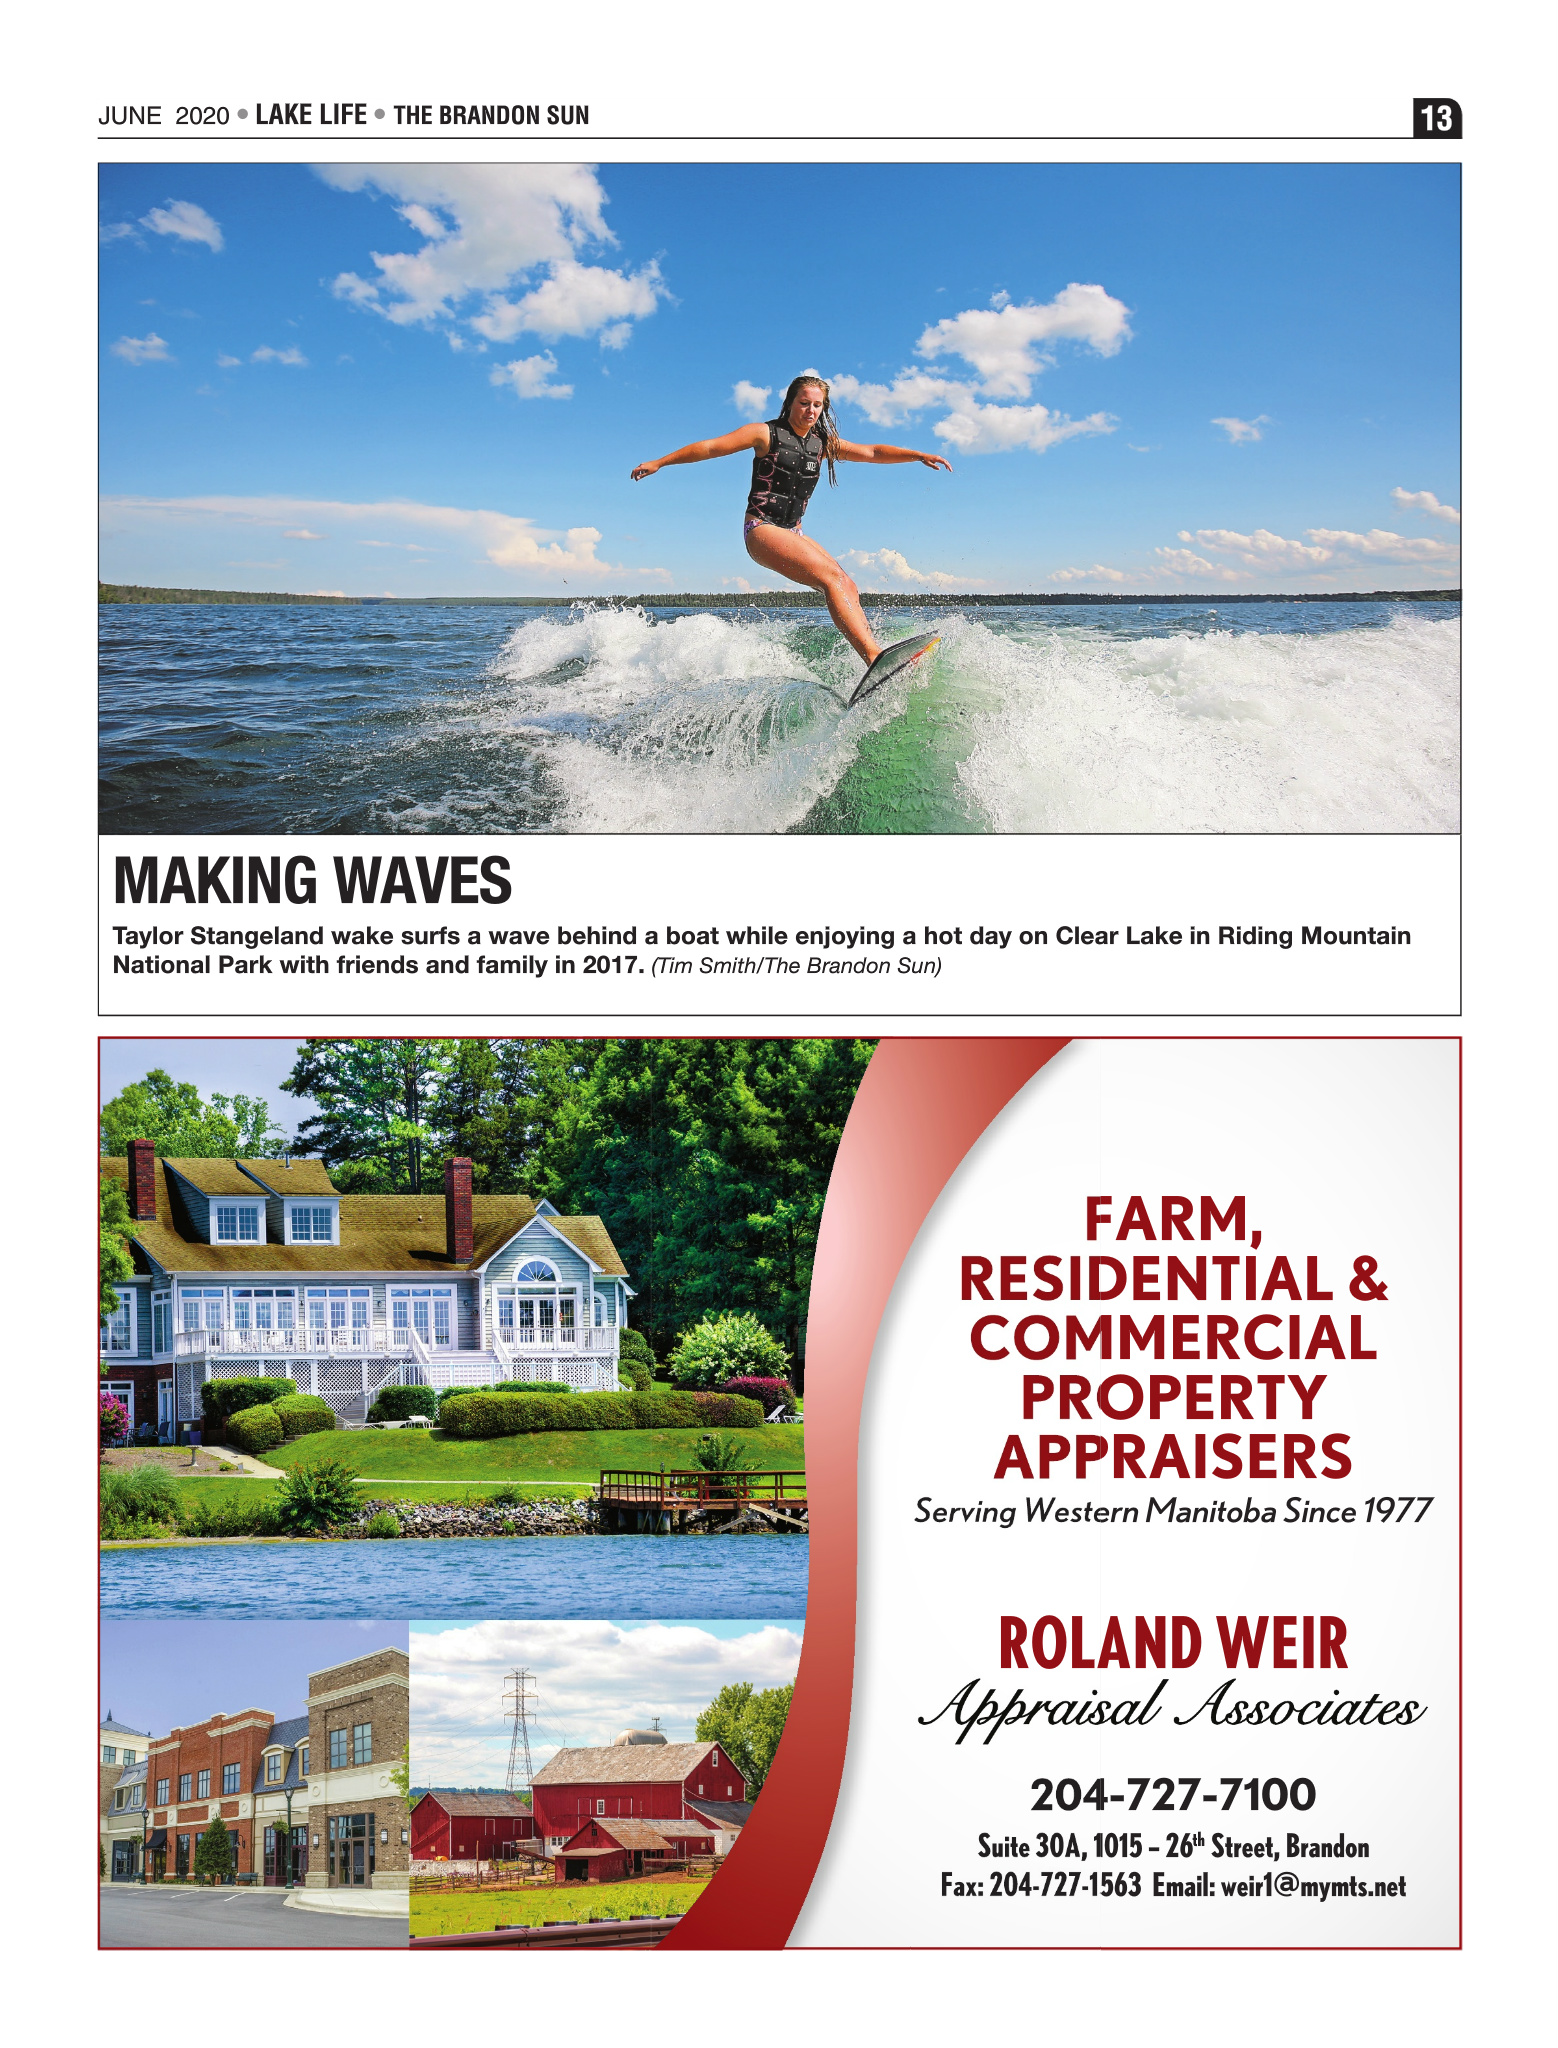 JUNE 2020 • LAKE LIFE • THE BRANDON SUN
13
MAKING WAVES
Taylor Stangeland wake surfs a wave behind a boat while enjoying a hot day on Clear Lake in Riding Mountain
National Park with friends and family in 2017. (Tim Smith/The Brandon Sun)
FARM,
RESIDENTIAL &
COMMERCIAL
PROPERTY
APPRAISERS
Serving Western Manitoba Since 1977
ROLAND WEIR
Appraisal Associates
204-727-7100
Suite 30A, 1015 – 26th Street, Brandon
Fax: 204-727-1563 Email: weir1@mymts.net